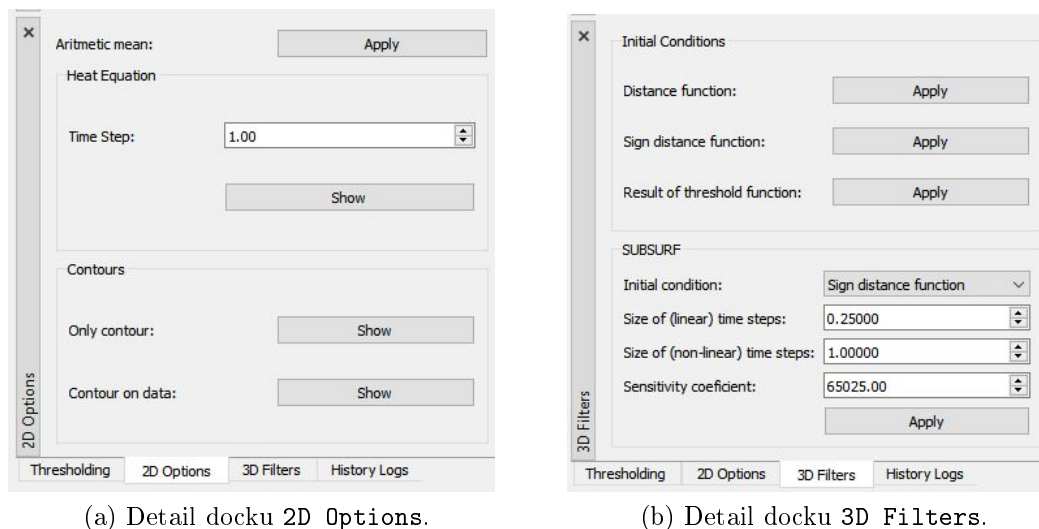 Aritmetic mean: Apply
Heat Equation
Time Step: 1.00
Show
Contours
Only contour: Show
Contour on data: Show
2D Options
Thresholding 2D Options 3D Filters History Logs
(a) Detail docku 2D Options.
Initial Conditions
Distance function: Apply
Sign distance function: Apply
Result of threshold function: Apply
SUBSURF
Initial condition: Sign distance function
Size of (linear) time steps: 0.25000
Size of (non-linear) time steps: 1.00000
Sensitivity coeficient: 65025.00
Apply
3D Filters
Thresholding 2D Options 3D Filters History Logs
(b) Detail docku 3D Filters.